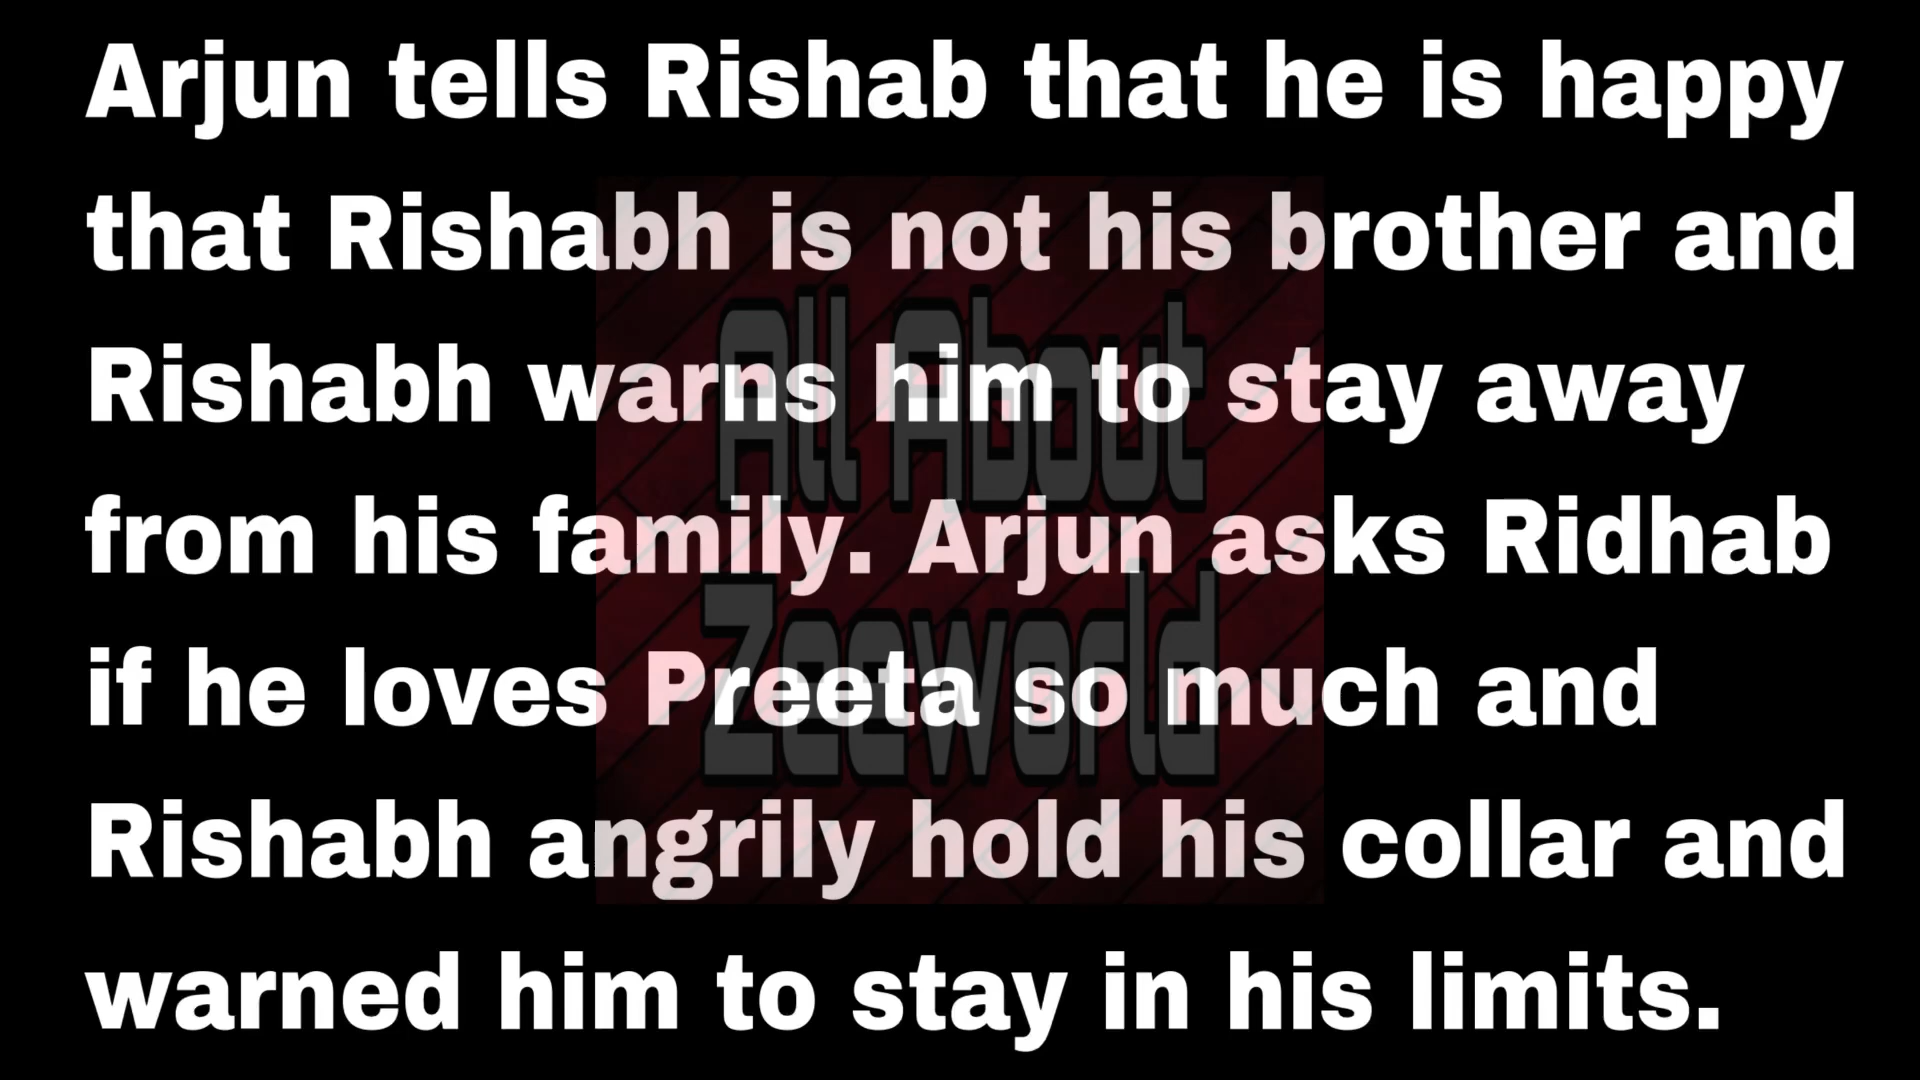 Arjun tells Rishab that he is happy
that Rishabh is not his brother and
Rishabh warns him to stay away
from his family. Arjun asks Ridhab
if he loves Preeta so much and
Rishabh angrily hold his collar and
warned him to stay in his limits.
All About
Zeeworld